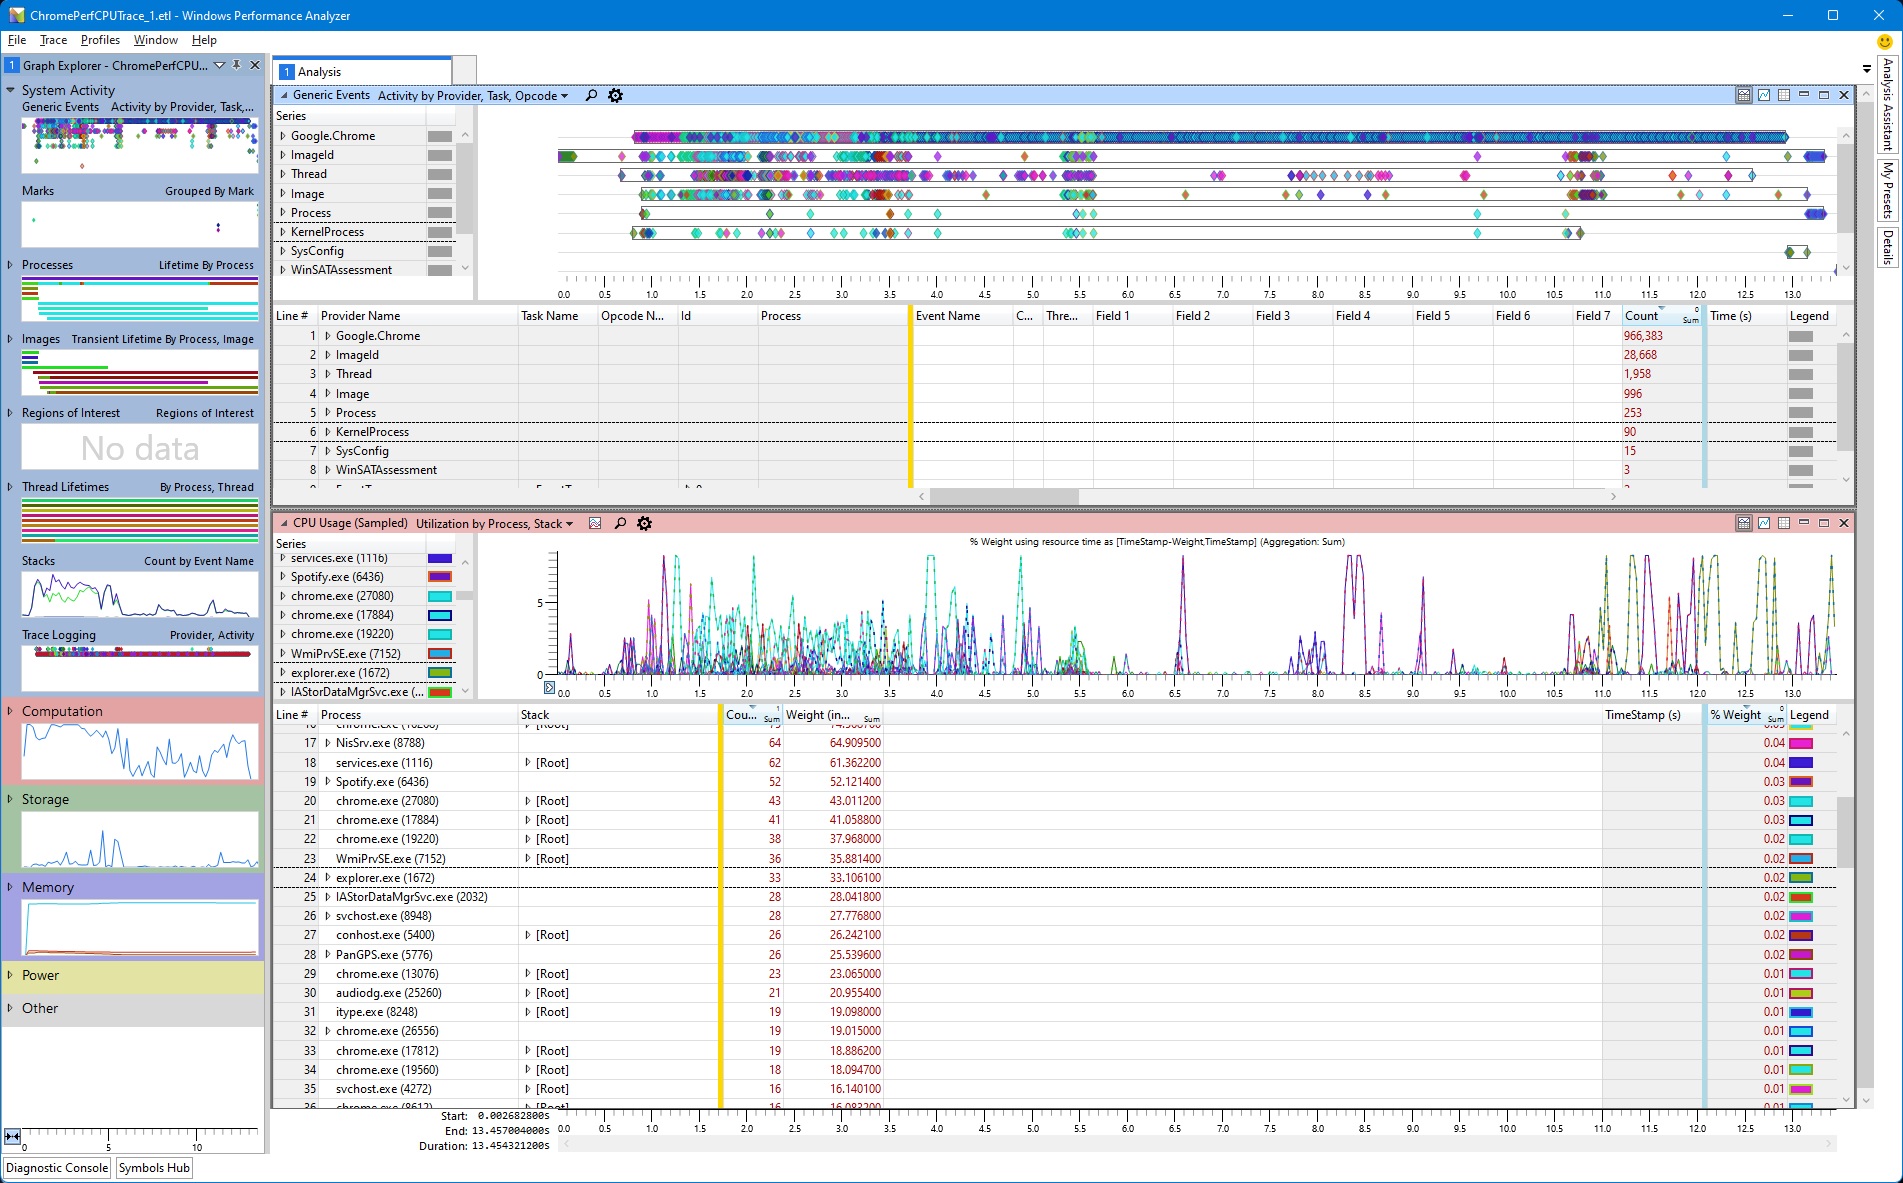 ChromePerfCPUTrace_1.etl - Windows Performance Analyzer
File Trace Profiles Window Help
1 Graph Explorer - ChromePerfCPU...
System Activity
Generic Events Activity by Provider, Task,...
Marks Grouped By Mark
Processes Lifetime By Process
Images Transient Lifetime By Process, Image
Regions of Interest Regions of Interest
No data
Thread Lifetimes By Process, Thread
Stacks Count by Event Name
Trace Logging Provider, Activity
Computation
Storage
Memory
Power
Other
0 5 10
Diagnostic Console Symbols Hub
1 Analysis
Generic Events Activity by Provider, Task, Opcode
Series
Google.Chrome
ImageId
Thread
Image
Process
KernelProcess
SysConfig
WinSATAssessment
0.0 0.5 1.0 1.5 2.0 2.5 3.0 3.5 4.0 4.5 5.0 5.5 6.0 6.5 7.0 7.5 8.0 8.5 9.0 9.5 10.0 10.5 11.0 11.5 12.0 12.5 13.0
Line # Provider Name Task Name Opcode N... Id Process Event Name C... Thre... Field 1 Field 2 Field 3 Field 4 Field 5 Field 6 Field 7 Count 0 Sum Time (s) Legend
1 Google.Chrome 966,383
2 ImageId 28,668
3 Thread 1,958
4 Image 996
5 Process 253
6 KernelProcess 90
7 SysConfig 15
8 WinSATAssessment 3
CPU Usage (Sampled) Utilization by Process, Stack
Series
services.exe (1116)
Spotify.exe (6436)
chrome.exe (27080)
chrome.exe (17884)
chrome.exe (19220)
WmiPrvSE.exe (7152)
explorer.exe (1672)
IAStorDataMgrSvc.exe (...
% Weight using resource time as [TimeStamp-Weight,TimeStamp] (Aggregation: Sum)
5
0
0.0 0.5 1.0 1.5 2.0 2.5 3.0 3.5 4.0 4.5 5.0 5.5 6.0 6.5 7.0 7.5 8.0 8.5 9.0 9.5 10.0 10.5 11.0 11.5 12.0 12.5 13.0
Line # Process Stack Cou... 1 Sum Weight (in... Sum TimeStamp (s) % Weight 0 Sum Legend
17 NisSrv.exe (8788) 64 64.909500 0.04
18 services.exe (1116) [Root] 62 61.362200 0.04
19 Spotify.exe (6436) 52 52.121400 0.03
20 chrome.exe (27080) [Root] 43 43.011200 0.03
21 chrome.exe (17884) [Root] 41 41.058800 0.03
22 chrome.exe (19220) [Root] 38 37.968000 0.02
23 WmiPrvSE.exe (7152) [Root] 36 35.881400 0.02
24 explorer.exe (1672) 33 33.106100 0.02
25 IAStorDataMgrSvc.exe (2032) 28 28.041800 0.02
26 svchost.exe (8948) 28 27.776800 0.02
27 conhost.exe (5400) [Root] 26 26.242100 0.02
28 PanGPS.exe (5776) 26 25.539600 0.02
29 chrome.exe (13076) [Root] 23 23.065000 0.01
30 audiodg.exe (25260) [Root] 21 20.955400 0.01
31 itype.exe (8248) [Root] 19 19.098000 0.01
32 chrome.exe (26556) 19 19.015000 0.01
33 chrome.exe (17812) [Root] 19 18.886200 0.01
34 chrome.exe (19560) [Root] 18 18.094700 0.01
35 svchost.exe (4272) [Root] 16 16.140100 0.01
36 chrome.exe (8612) [Root] 16 16.083200 0.01
Start: 0.002682800s
End: 13.457004000s
Duration: 13.454321200s
0.0 0.5 1.0 1.5 2.0 2.5 3.0 3.5 4.0 4.5 5.0 5.5 6.0 6.5 7.0 7.5 8.0 8.5 9.0 9.5 10.0 10.5 11.0 11.5 12.0 12.5 13.0
Analysis Assistant
My Presets
Details